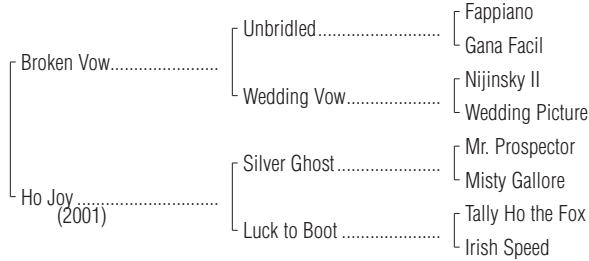 Fappiano
Unbridled..........................
Gana Facil
Broken Vow.......................
Nijinsky II
Wedding Vow....................
Wedding Picture
Mr. Prospector
Silver Ghost......................
Misty Gallore
Ho Joy ..............................
(2001)
Tally Ho the Fox
Luck to Boot .....................
Irish Speed